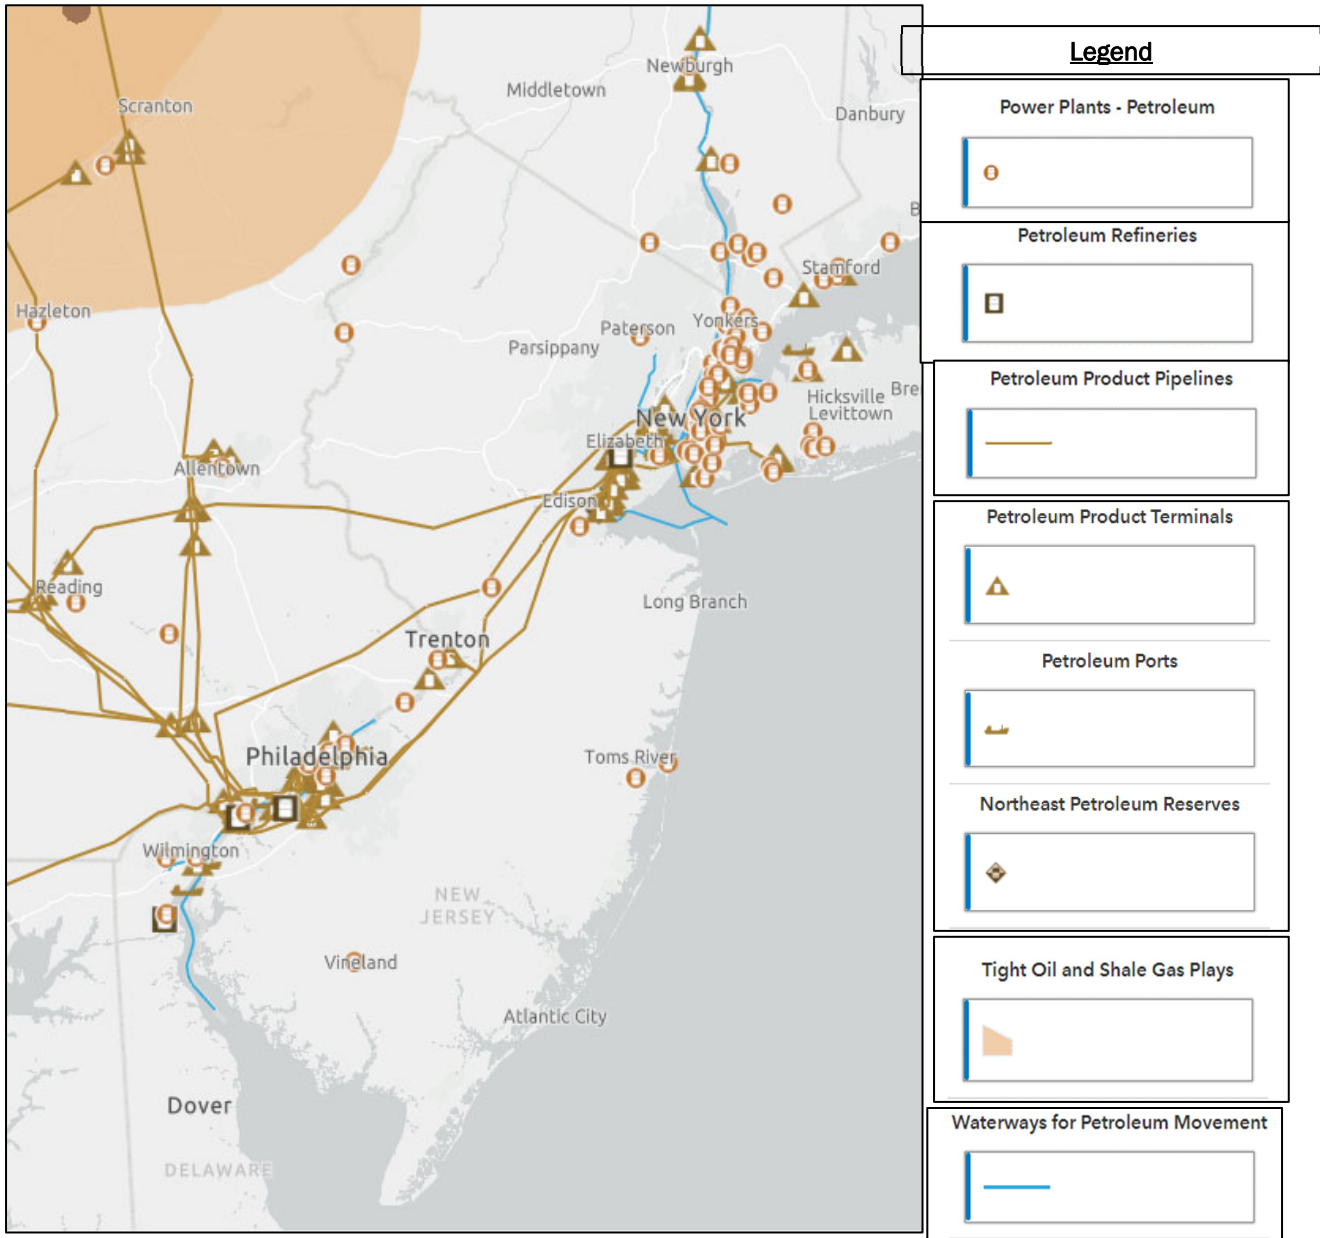 Newburgh
Middletown
Scranton
Danbury
B
Stamford
Hazleton
Paterson
Yonkers
Parsippany
Hicksville
Bre
Levittown
New York
Elizabeth
Allentown
Edison
Reading
Long Branch
Trenton
Philadelphia
Toms River
Wilmington
NEW
JERSEY
Vineland
Atlantic City
Dover
DELAWARE
Legend
Power Plants - Petroleum
Petroleum Refineries
Petroleum Product Pipelines
Petroleum Product Terminals
Petroleum Ports
Northeast Petroleum Reserves
Tight Oil and Shale Gas Plays
Waterways for Petroleum Movement